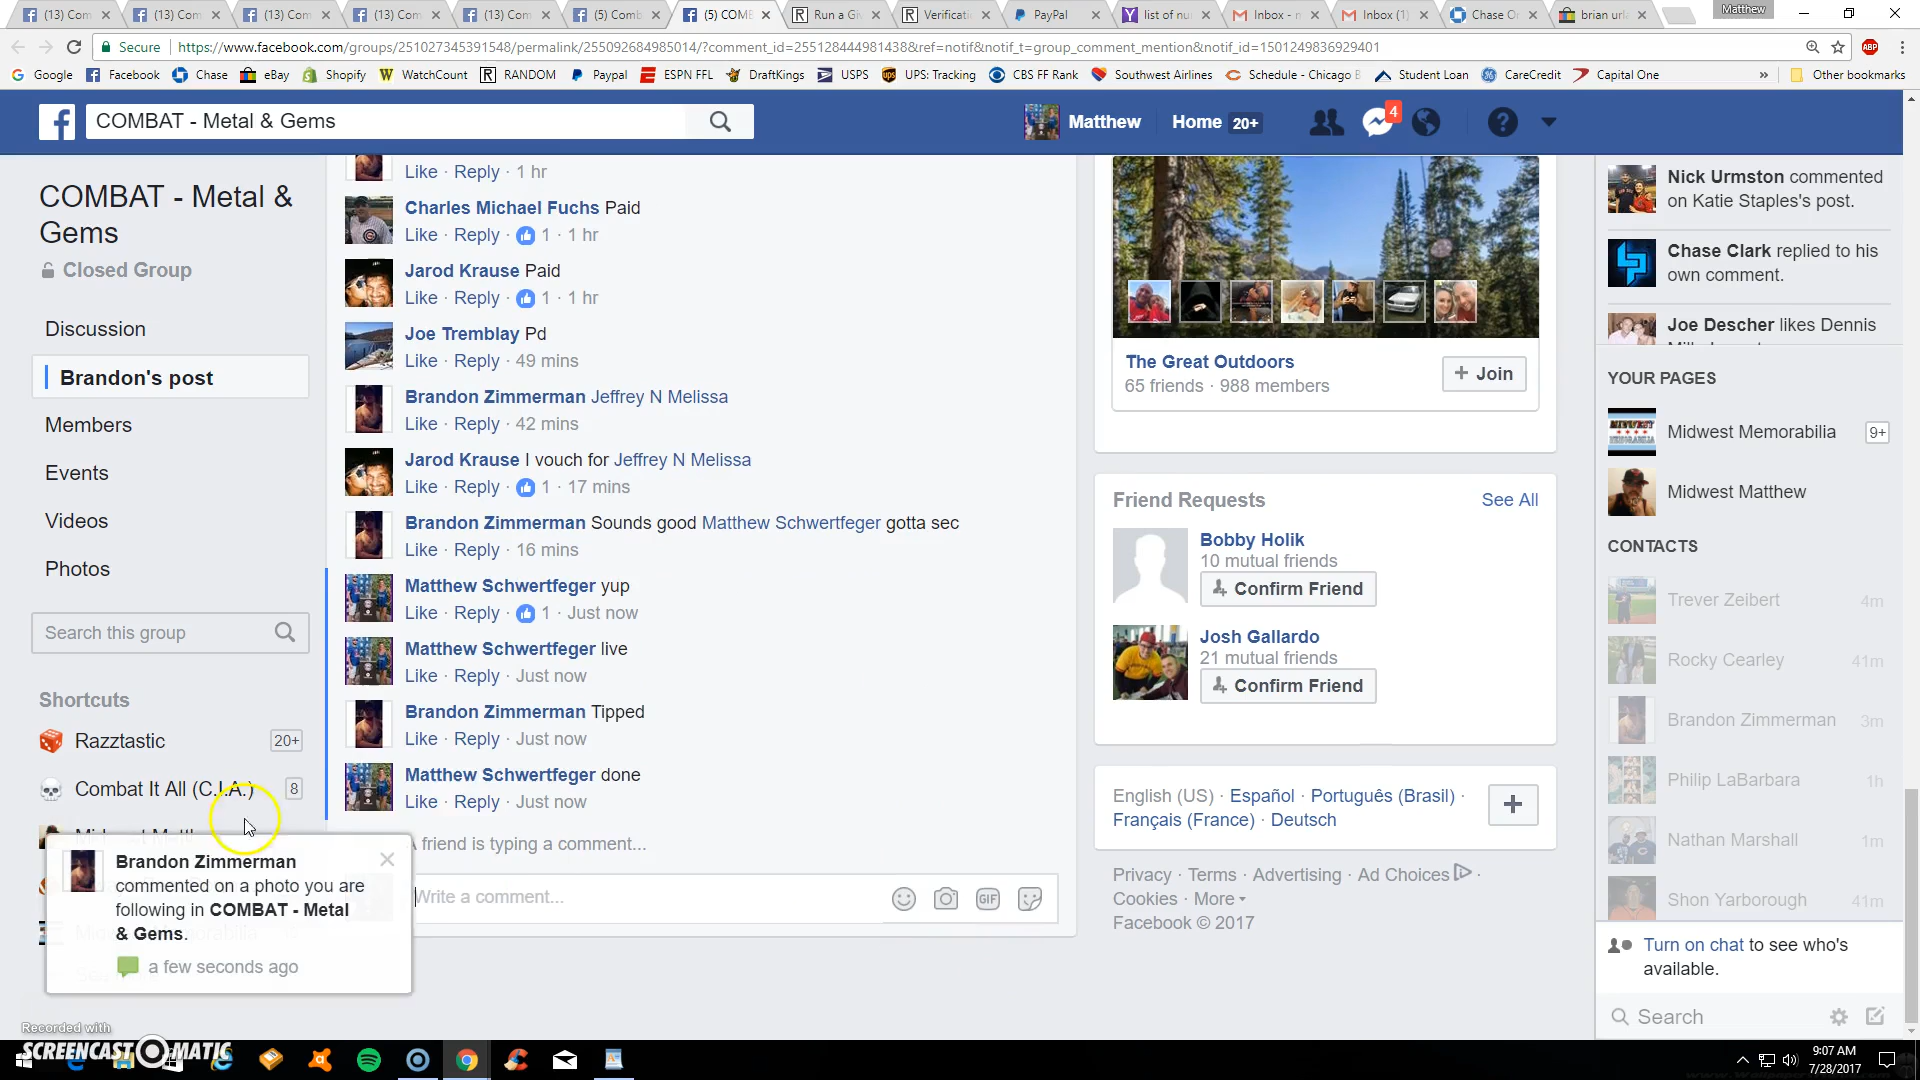 (13) Com
(13) Com
(13) Com
(13) Com
(13) Com
(5) Comb
(5) COME
Run a Gi
Verificati
PayPal
list of nu
Inbox - n
Inbox (1)
Chase O
brian url
Matthew
Secure
https://www.facebook.com/groups/251027345391548/permalink/255092684985014/?comment_id=255128444981438&ref=notif&notif_t=group_comment_mention&notif_id=1501249836929401
Google
Facebook
Chase
eBay
Shopify
WatchCount
RANDOM
Paypal
ESPN FFL
DraftKings
USPS
UPS: Tracking
CBS FF Rank
Southwest Airlines
Schedule - Chicago B
Student Loan
CareCredit
Capital One
»
Other bookmarks
COMBAT - Metal & Gems
Matthew
Home 20+
4
COMBAT - Metal &
Gems
Closed Group
Discussion
Brandon's post
Members
Events
Videos
Photos
Search this group
Shortcuts
Razztastic 20+
Combat It All (C.I.A.) 8
Brandon Zimmerman
commented on a photo you are
following in COMBAT - Metal
& Gems.
a few seconds ago
Like · Reply · 1 hr
Charles Michael Fuchs Paid
Like · Reply · 1 · 1 hr
Jarod Krause Paid
Like · Reply · 1 · 1 hr
Joe Tremblay Pd
Like · Reply · 49 mins
Brandon Zimmerman Jeffrey N Melissa
Like · Reply · 42 mins
Jarod Krause I vouch for Jeffrey N Melissa
Like · Reply · 1 · 17 mins
Brandon Zimmerman Sounds good Matthew Schwertfeger gotta sec
Like · Reply · 16 mins
Matthew Schwertfeger yup
Like · Reply · 1 · Just now
Matthew Schwertfeger live
Like · Reply · Just now
Brandon Zimmerman Tipped
Like · Reply · Just now
Matthew Schwertfeger done
Like · Reply · Just now
friend is typing a comment...
Write a comment...
GIF
The Great Outdoors
65 friends · 988 members
+ Join
Friend Requests
See All
Bobby Holik
10 mutual friends
Confirm Friend
Josh Gallardo
21 mutual friends
Confirm Friend
English (US) · Español · Português (Brasil) ·
Français (France) · Deutsch
Privacy · Terms · Advertising · Ad Choices ·
Cookies · More
Facebook © 2017
Nick Urmston commented
on Katie Staples's post.
Chase Clark replied to his
own comment.
Joe Descher likes Dennis
YOUR PAGES
Midwest Memorabilia 9+
Midwest Matthew
CONTACTS
Trever Zeibert 4m
Rocky Cearley 41m
Brandon Zimmerman 3m
Philip LaBarbara 1h
Nathan Marshall 1m
Shon Yarborough 41m
Turn on chat to see who's
available.
Search
Recorded with
SCREENCAST-O-MATIC
9:07 AM
7/28/2017